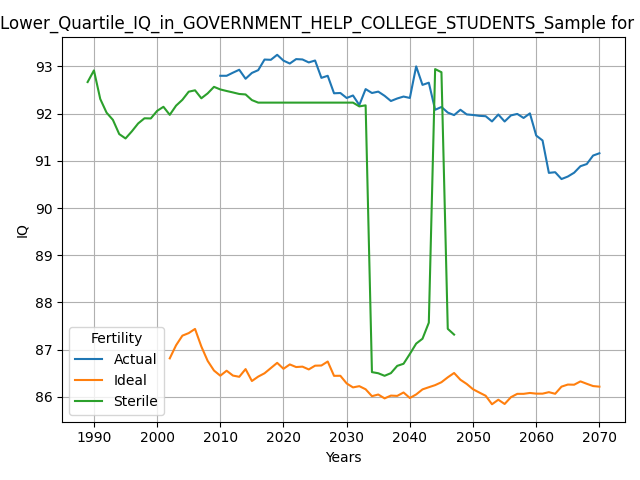 Lower_Quartile_IQ_in_GOVERNMENT_HELP_COLLEGE_STUDENTS_Sample for
IQ
93
92
91
90
89
88
87
86
Fertility
Actual
Ideal
Sterile
1990 2000 2010 2020 2030 2040 2050 2060 2070
Years